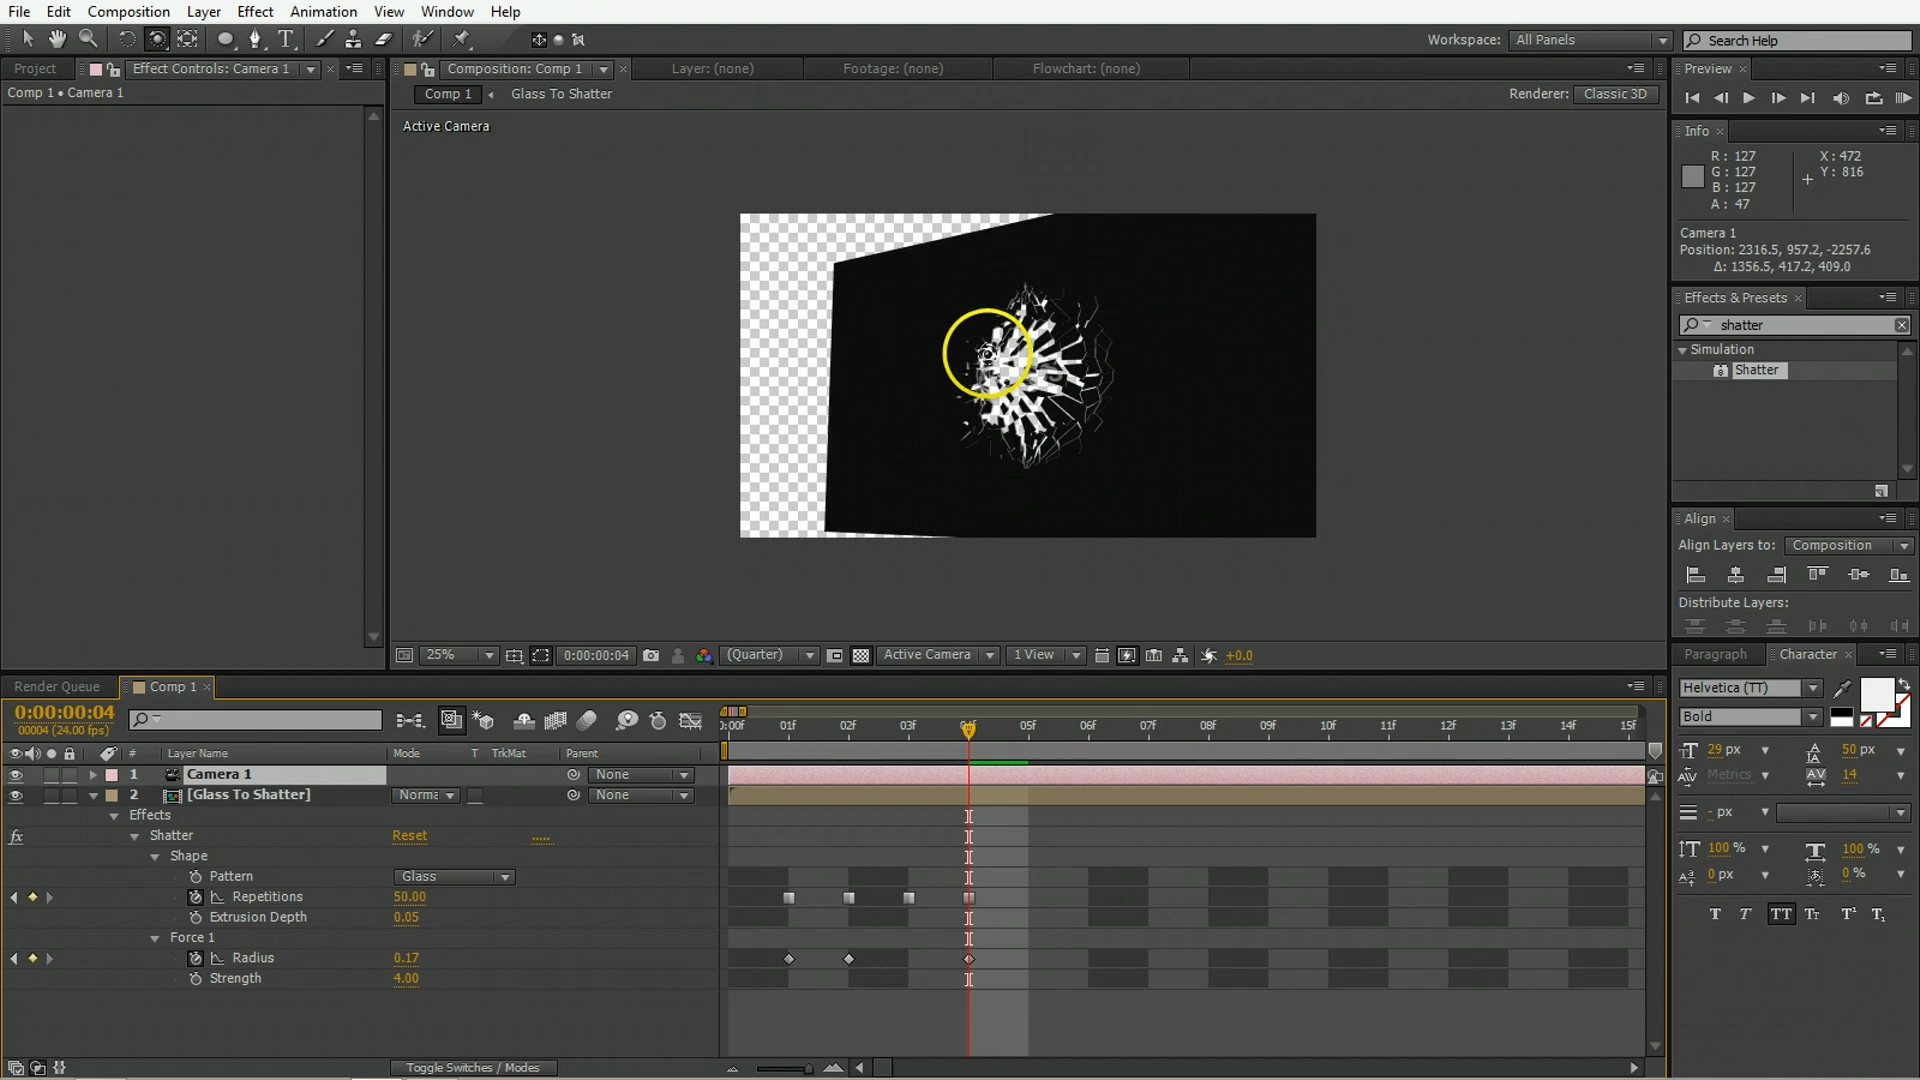 File Edit Composition Layer Effect Animation View Window Help
Workspace: All Panels Search Help
Project Effect Controls: Camera 1 Composition: Comp 1 Layer: (none) Footage: (none) Flowchart: (none) Preview
Comp 1 • Camera 1
Comp 1 Glass To Shatter Renderer: Classic 3D
Active Camera
Info
R: 127 X: 472
G: 127 Y: 816
B: 127
A: 47
Camera 1
Position: 2316.5, 957.2, -2257.6
Δ: 1356.5, 417.2, 409.0
Effects & Presets
shatter
Simulation
Shatter
Align
Align Layers to: Composition
Distribute Layers:
25% 0:00:00:04 (Quarter) Active Camera 1 View +0.0
Paragraph Character
Helvetica (TT)
Bold
29 px 50 px
Metrics 14
- px
100 % 100 %
0 px 0 %
T T TT Tт T¹ T₁
Render Queue Comp 1
0:00:00:04
00004 (24.00 fps)
0:00f 01f 02f 03f 04f 05f 06f 07f 08f 09f 10f 11f 12f 13f 14f 15f
# Layer Name Mode T TrkMat Parent
1 Camera 1 None
2 [Glass To Shatter] Norma None
Effects
fx Shatter Reset .....
Shape
Pattern Glass
Repetitions 50.00
Extrusion Depth 0.05
Force 1
Radius 0.17
Strength 4.00
Toggle Switches / Modes